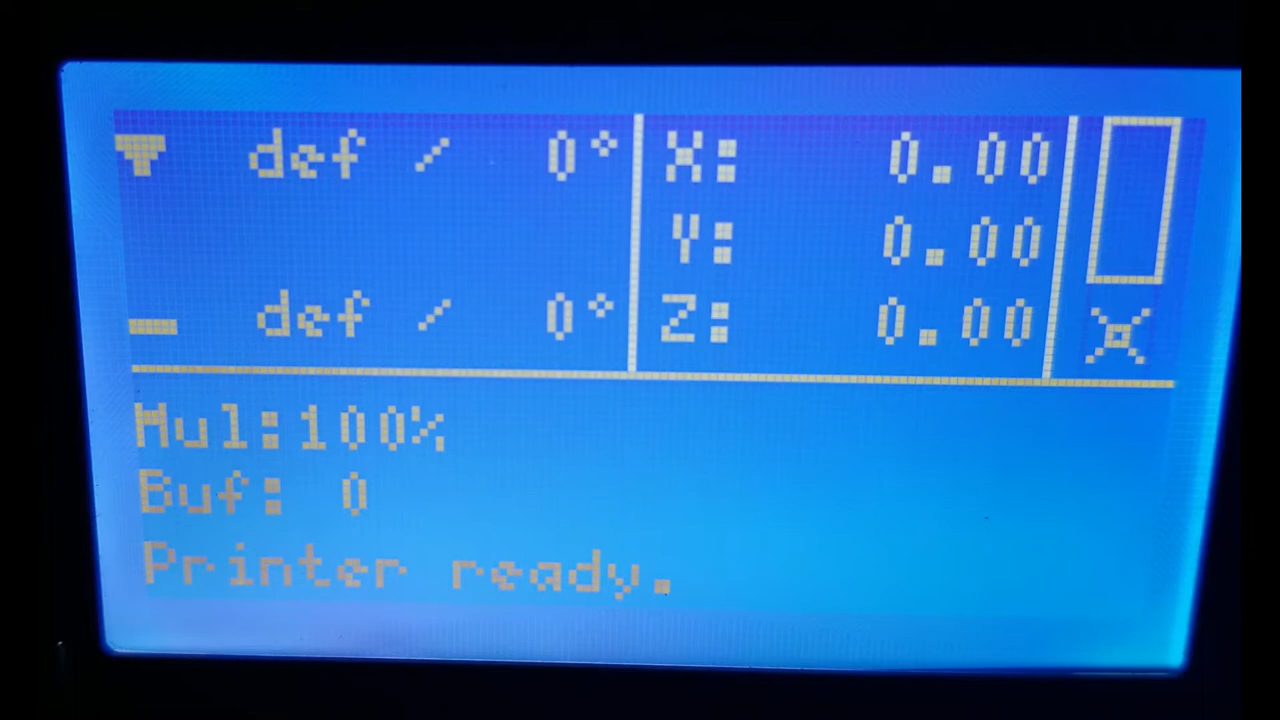 def / 0° X: 0.00
Y: 0.00
def / 0° Z: 0.00
Mul:100%
Buf: 0
Printer ready.